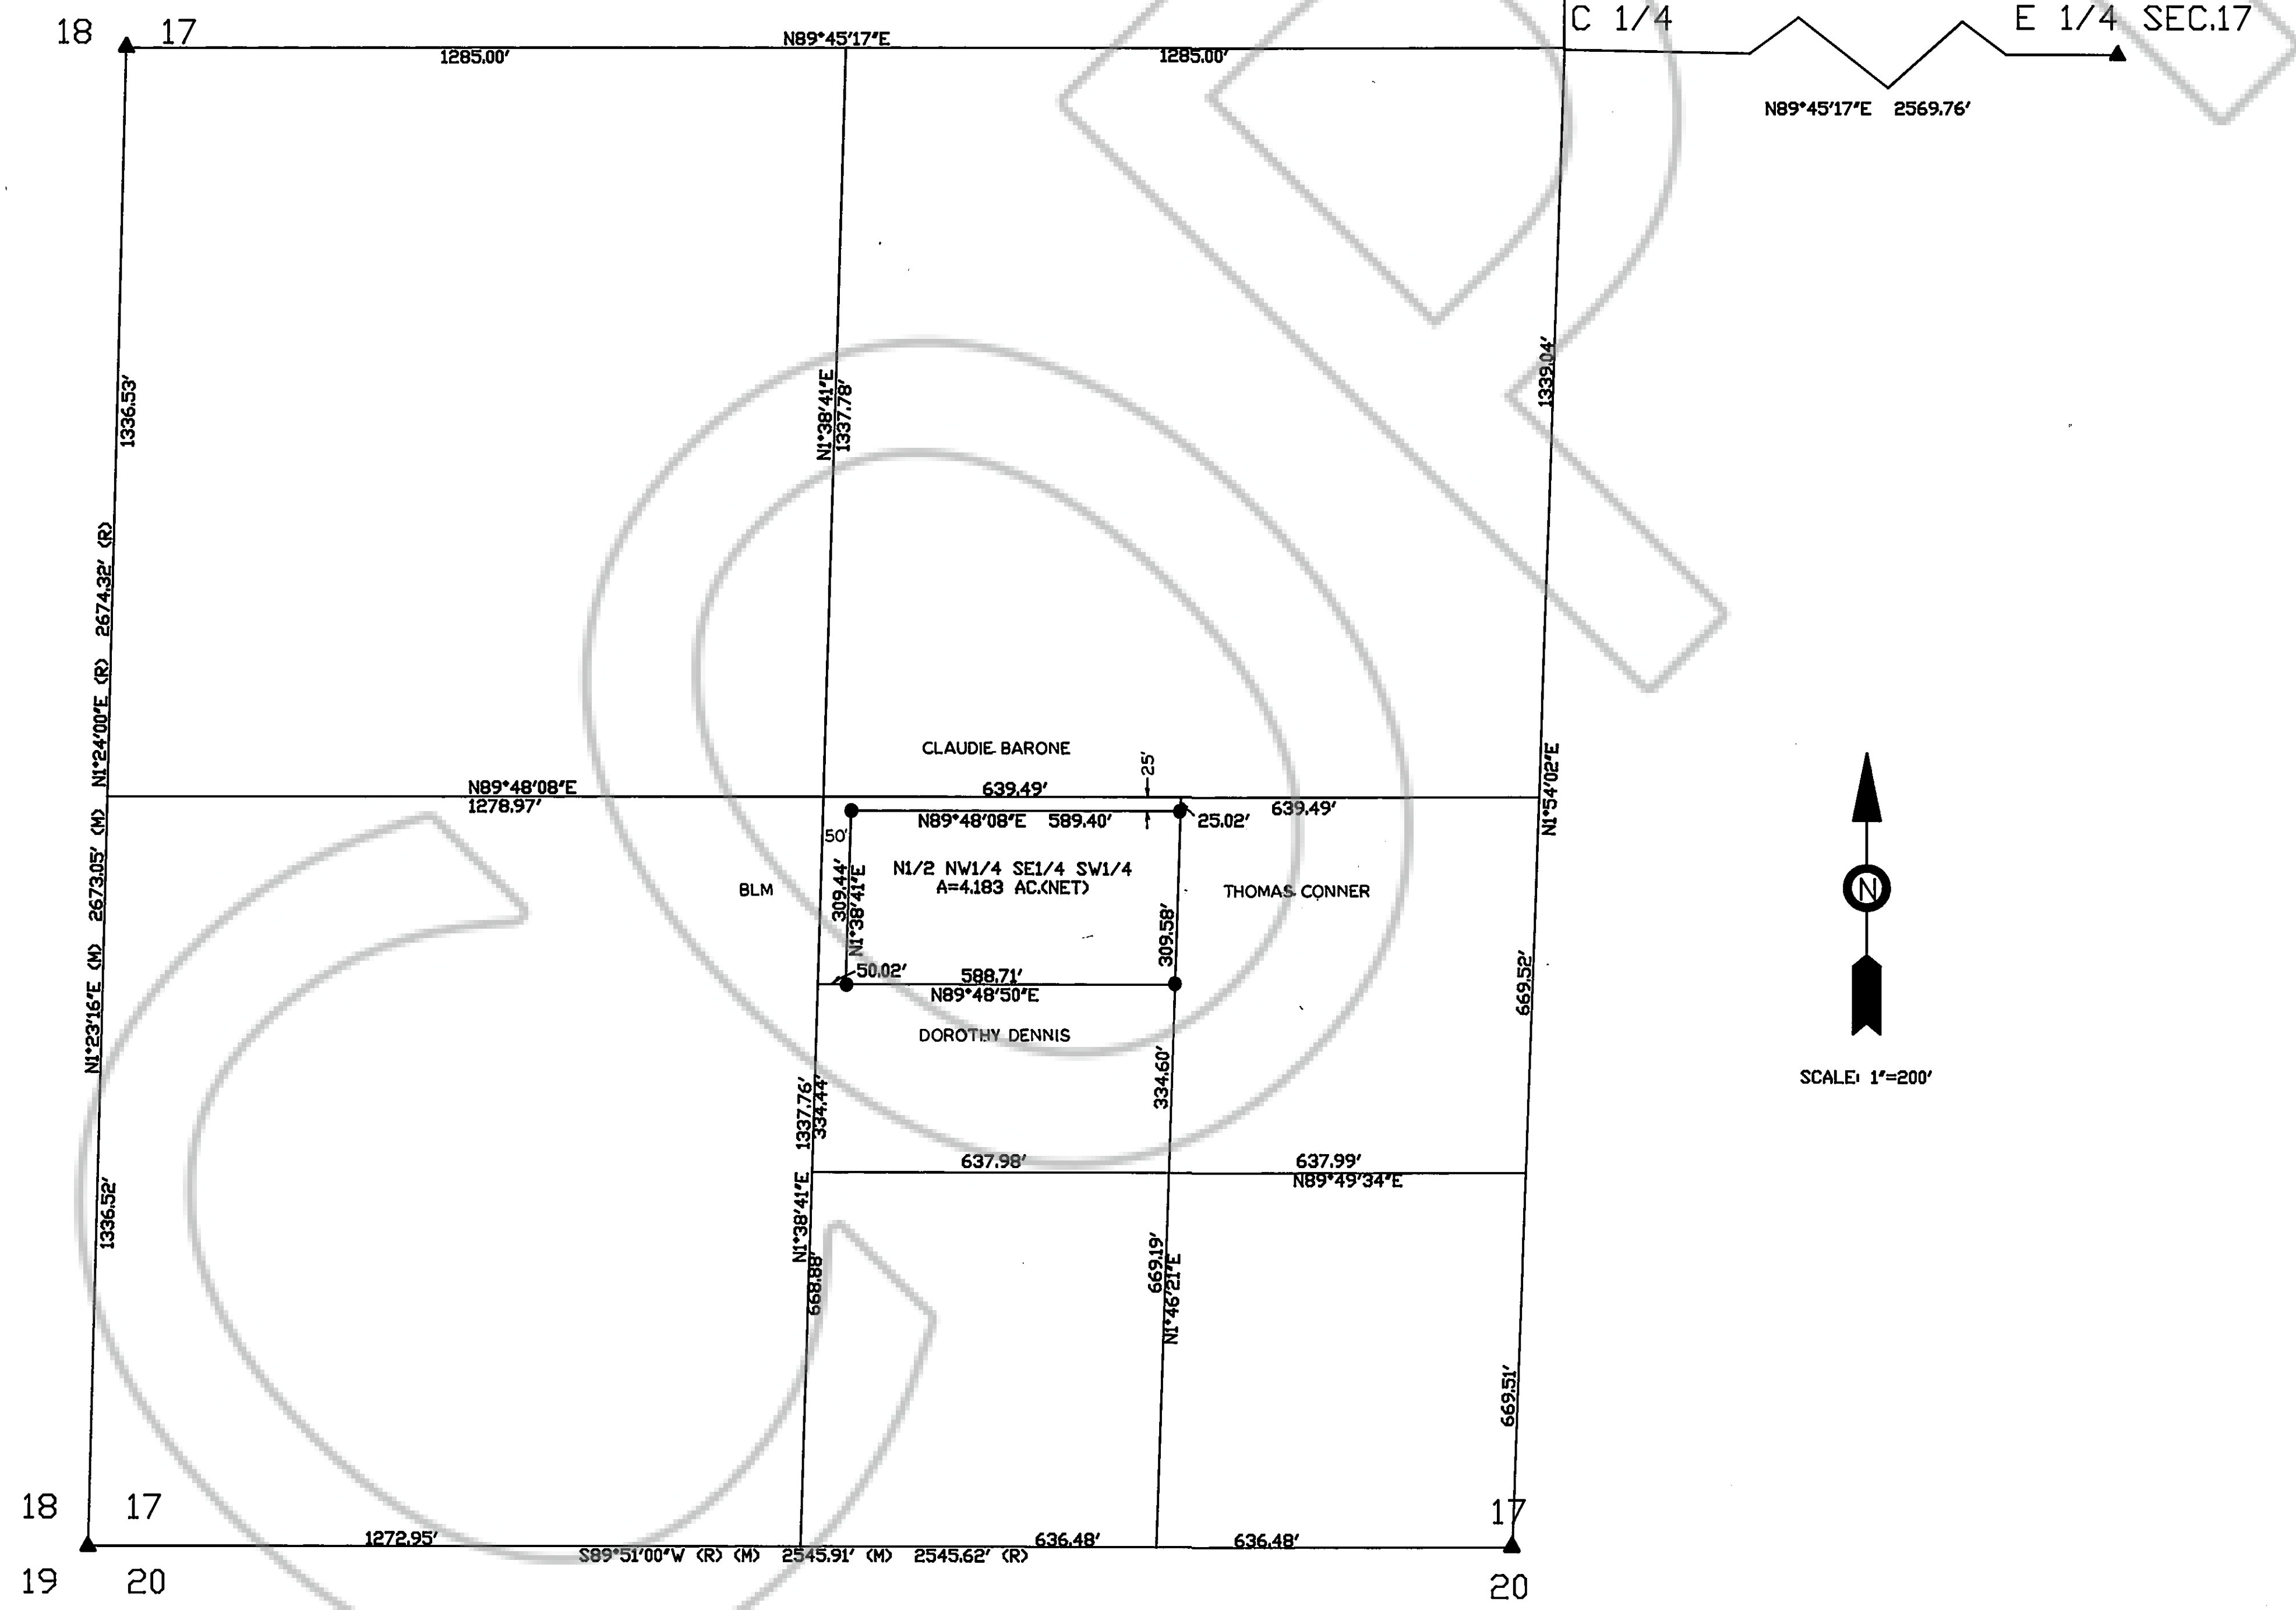 18 17
N89°45'17"E
1285.00'
1285.00'
C 1/4
E 1/4 SEC.17
N89°45'17"E 2569.76'
1336.53'
N1°38'41"E
1337.78'
1339.04'
N1°24'00"E (R) 2674.32' (R)
N1°23'16"E (M) 2673.05' (M)
CLAUDIE BARONE
25'
N89°48'08"E
1278.97'
639.49'
639.49'
N89°48'08"E 589.40'
25.02'
50'
N1/2 NW1/4 SE1/4 SW1/4
A=4.183 AC.(NET)
BLM
309.44'
N1°38'41"E
THOMAS CONNER
309.58'
N1°54'02"E
N
50.02'
588.71'
N89°48'50"E
669.52'
DOROTHY DENNIS
SCALE: 1"=200'
1337.76'
334.44'
334.60'
637.98'
637.99'
N89°49'34"E
1336.52'
N1°38'41"E
668.88'
669.19'
N1°46'21"E
669.51'
18 17
17
1272.95'
636.48'
636.48'
S89°51'00"W (R) (M) 2545.91' (M) 2545.62' (R)
19 20
20